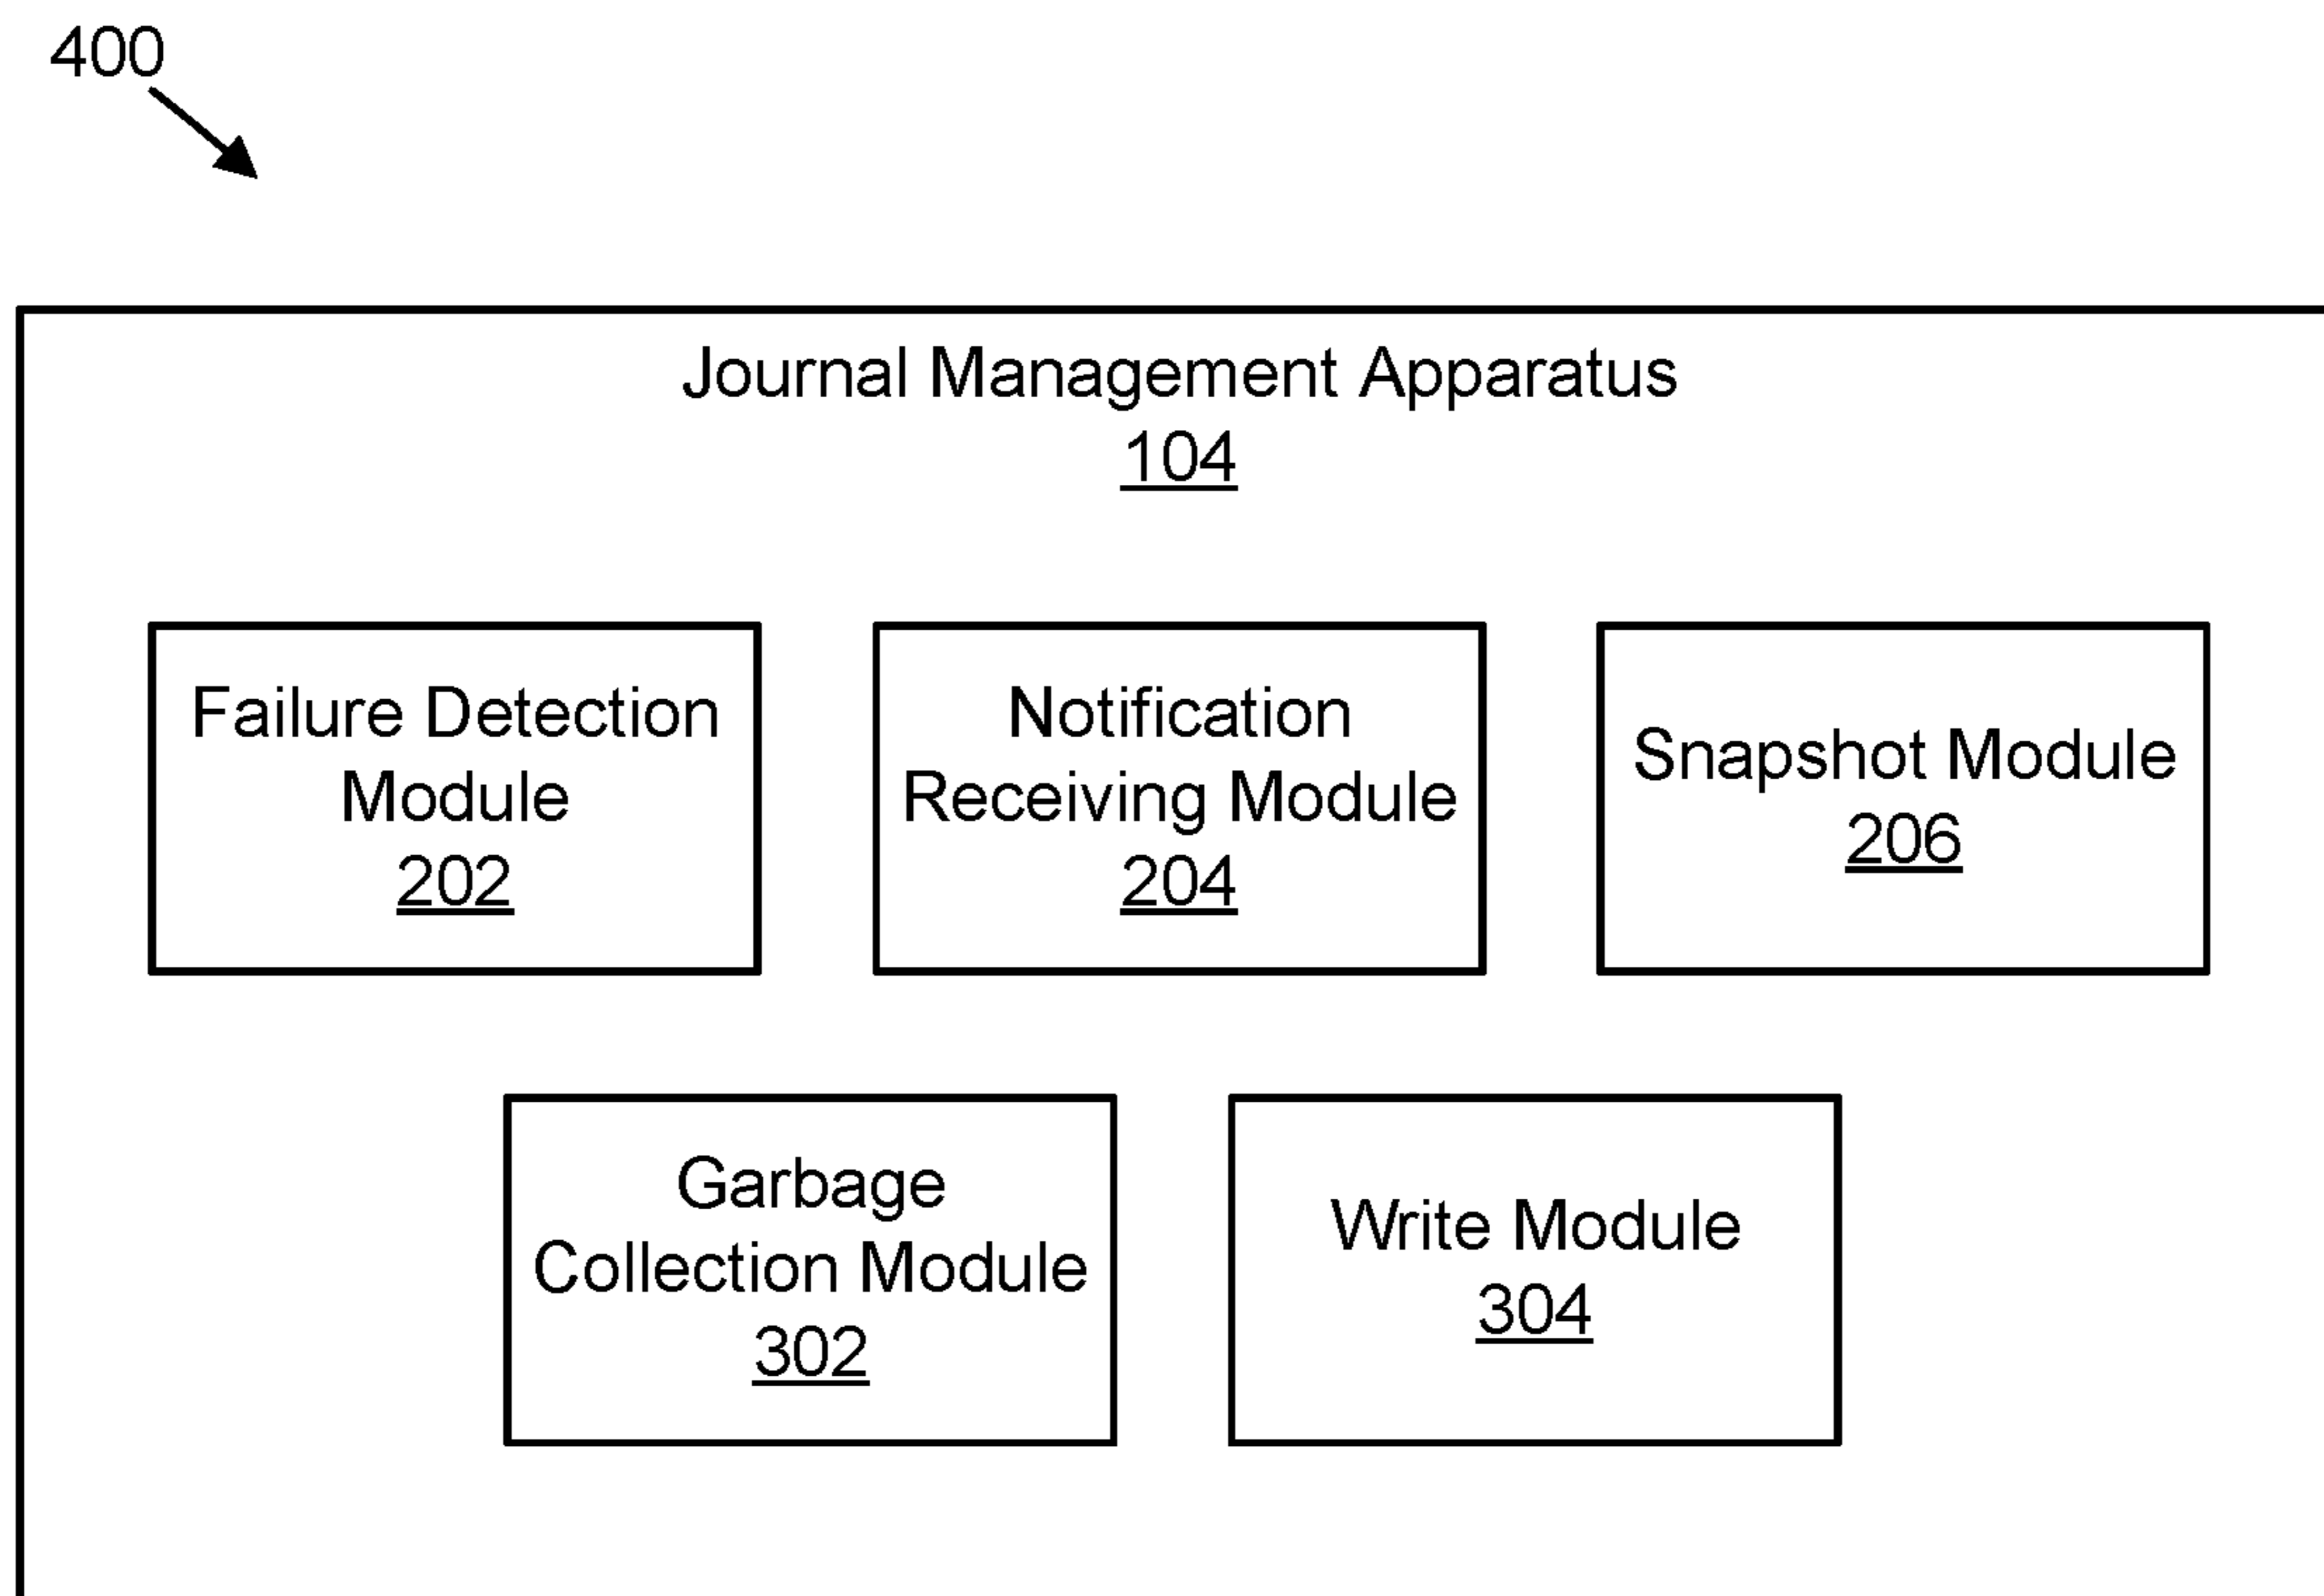 400
Journal Management Apparatus
104
Failure Detection
Module
202
Notification
Receiving Module
204
Snapshot Module
206
Garbage
Collection Module
302
Write Module
304